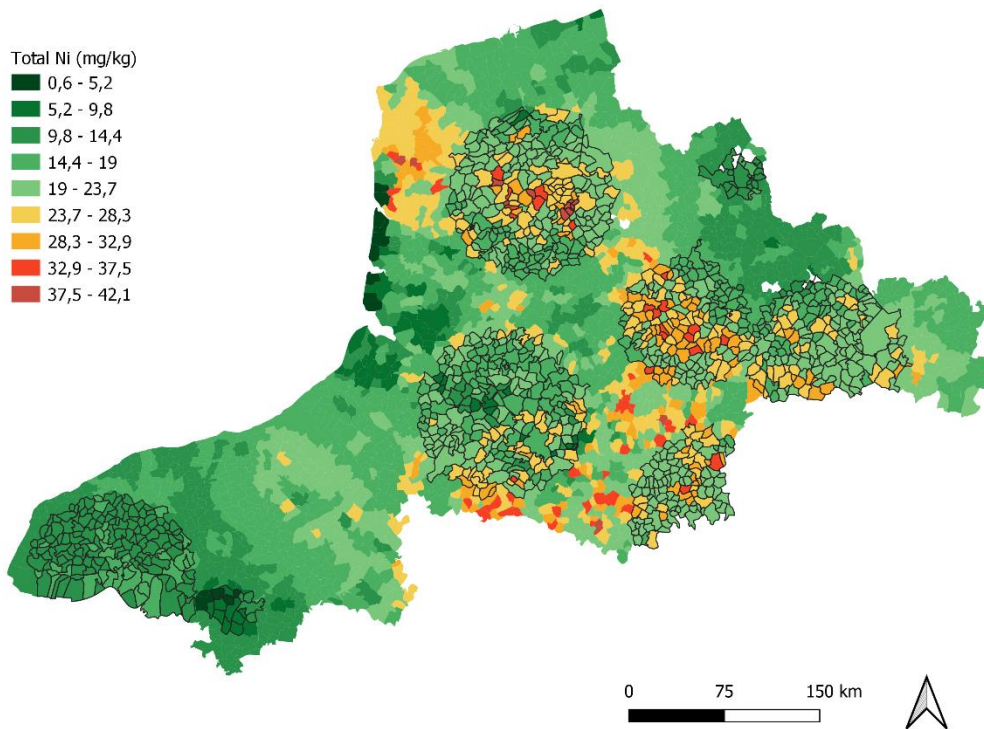 Total Ni (mg/kg)
0,6 - 5,2
5,2 - 9,8
9,8 - 14,4
14,4 - 19
19 - 23,7
23,7 - 28,3
28,3 - 32,9
32,9 - 37,5
37,5 - 42,1
0 75 150 km